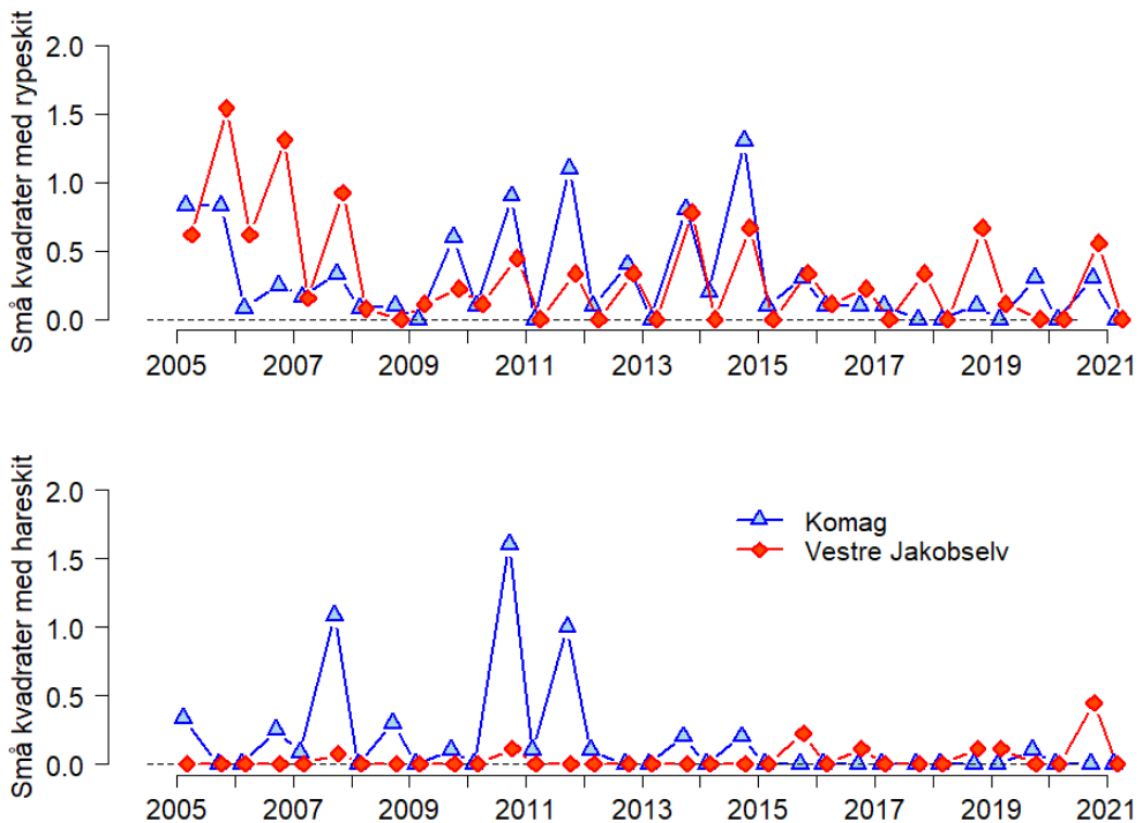 Små kvadrater med rypeskit
2.0
1.5
1.0
0.5
0.0
2005 2007 2009 2011 2013 2015 2017 2019 2021
Små kvadrater med hareskit
2.0
1.5
1.0
0.5
0.0
Komag
Vestre Jakobselv
2005 2007 2009 2011 2013 2015 2017 2019 2021